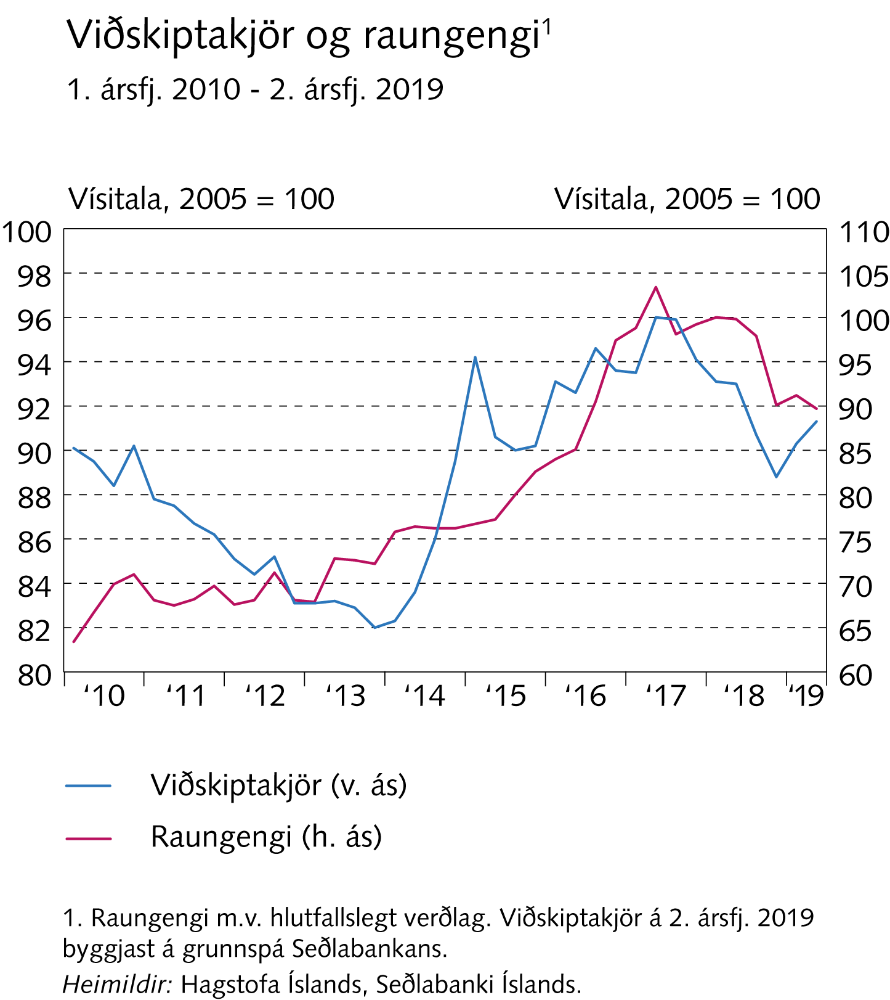 Viðskiptakjör og raungengi¹
1. ársfj. 2010 - 2. ársfj. 2019
Vísitala, 2005 = 100 Vísitala, 2005 = 100
100 110
98 105
96 100
94 95
92 90
90 85
88 80
86 75
84 70
82 65
80 60
‘10 ‘11 ‘12 ‘13 ‘14 ‘15 ‘16 ‘17 ‘18 ‘19
Viðskiptakjör (v. ás)
Raungengi (h. ás)
1. Raungengi m.v. hlutfallslegt verðlag. Viðskiptakjör á 2. ársfj. 2019
byggjast á grunnspá Seðlabankans.
Heimildir: Hagstofa Íslands, Seðlabanki Íslands.